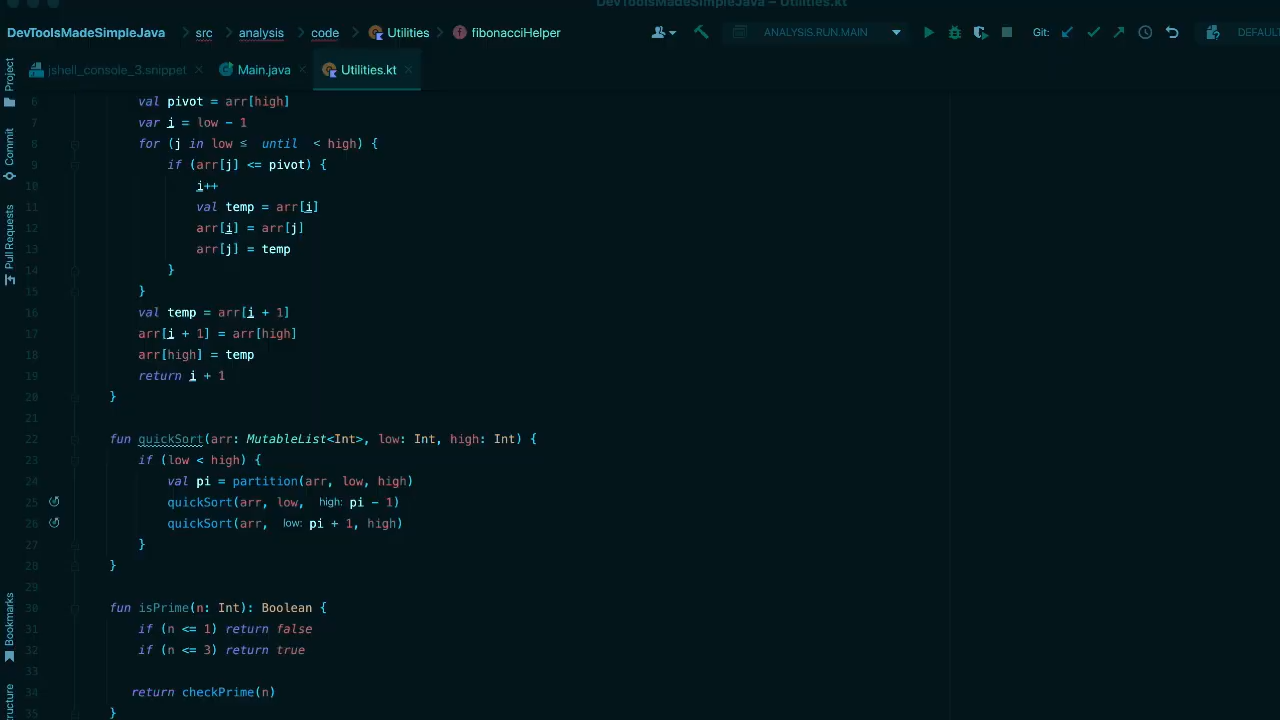 DevToolsMadeSimpleJava – Utilities.kt
DevToolsMadeSimpleJava src analysis code Utilities fibonacciHelper ANALYSIS.RUN.MAIN Git: DEFAULT
jshell_console_3.snippet Main.java Utilities.kt
Project
Commit
Pull Requests
Bookmarks
6 val pivot = arr[high]
7 var i = low - 1
8 for (j in low ≤ until < high) {
9 if (arr[j] <= pivot) {
10 i++
11 val temp = arr[i]
12 arr[i] = arr[j]
13 arr[j] = temp
14 }
15 }
16 val temp = arr[i + 1]
17 arr[i + 1] = arr[high]
18 arr[high] = temp
19 return i + 1
20 }
21
22 fun quickSort(arr: MutableList<Int>, low: Int, high: Int) {
23 if (low < high) {
24 val pi = partition(arr, low, high)
25 quickSort(arr, low, high: pi - 1)
26 quickSort(arr, low: pi + 1, high)
27 }
28 }
29
30 fun isPrime(n: Int): Boolean {
31 if (n <= 1) return false
32 if (n <= 3) return true
33
34 return checkPrime(n)
35 }